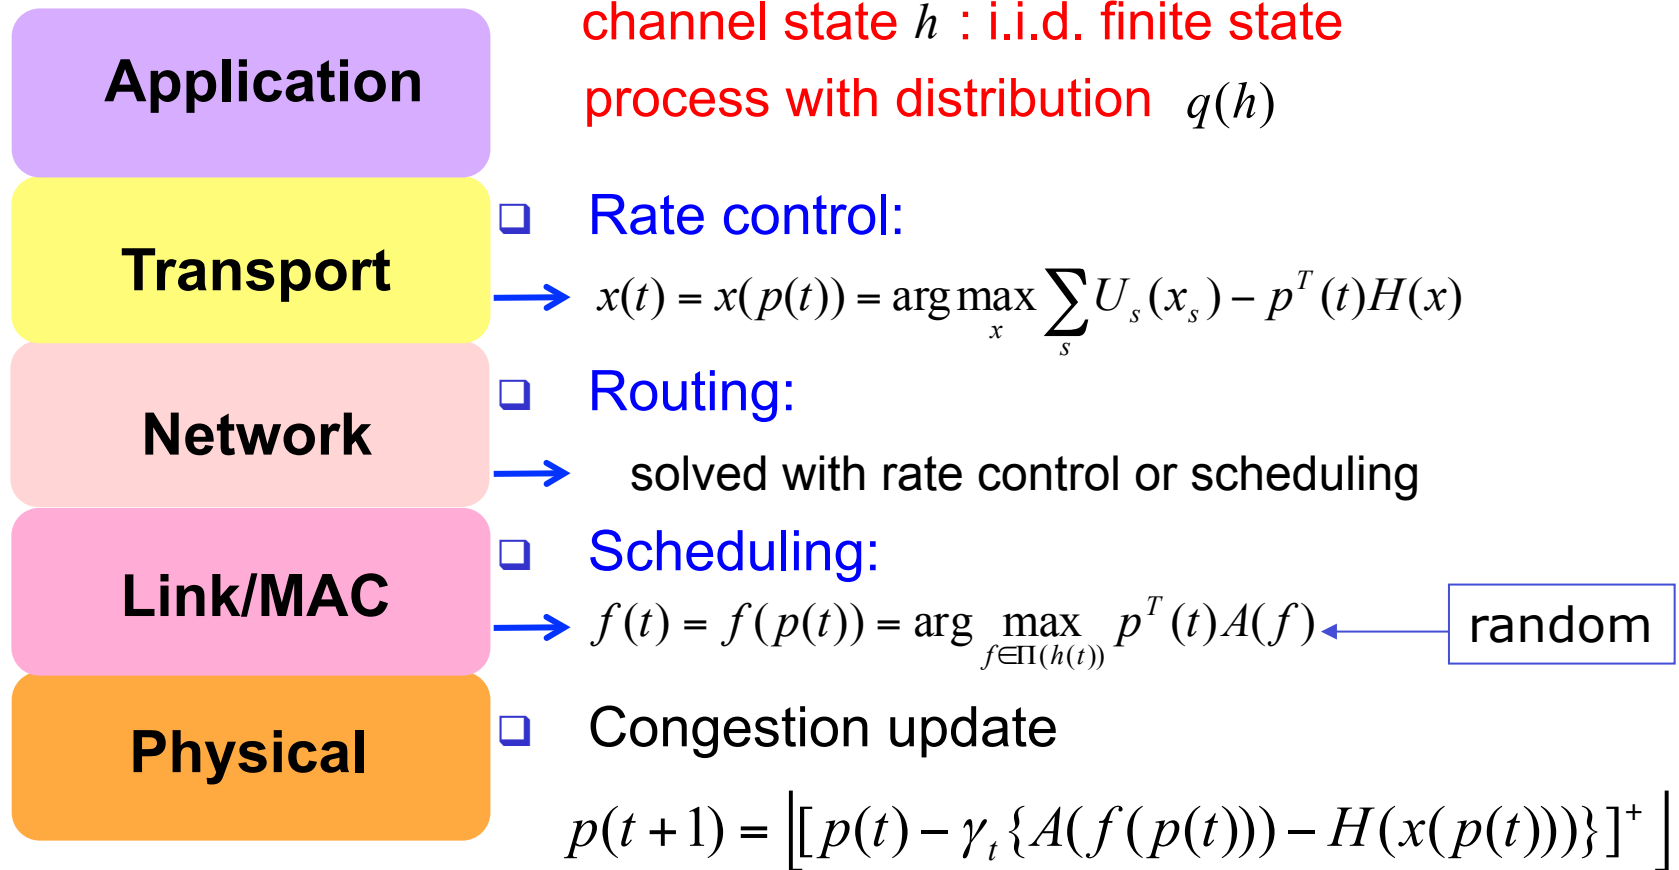 channel state h : i.i.d. finite state
process with distribution q(h)
Application
Transport
Network
Link/MAC
Physical
❑ Rate control:
x(t) = x(p(t)) = arg max_x ∑_s U_s(x_s) − p^T(t)H(x)
❑ Routing:
solved with rate control or scheduling
❑ Scheduling:
f(t) = f(p(t)) = arg max_{f∈Π(h(t))} p^T(t)A(f)
random
❑ Congestion update
p(t+1) = ⌊[p(t) − γ_t{A(f(p(t))) − H(x(p(t)))}]^+⌋